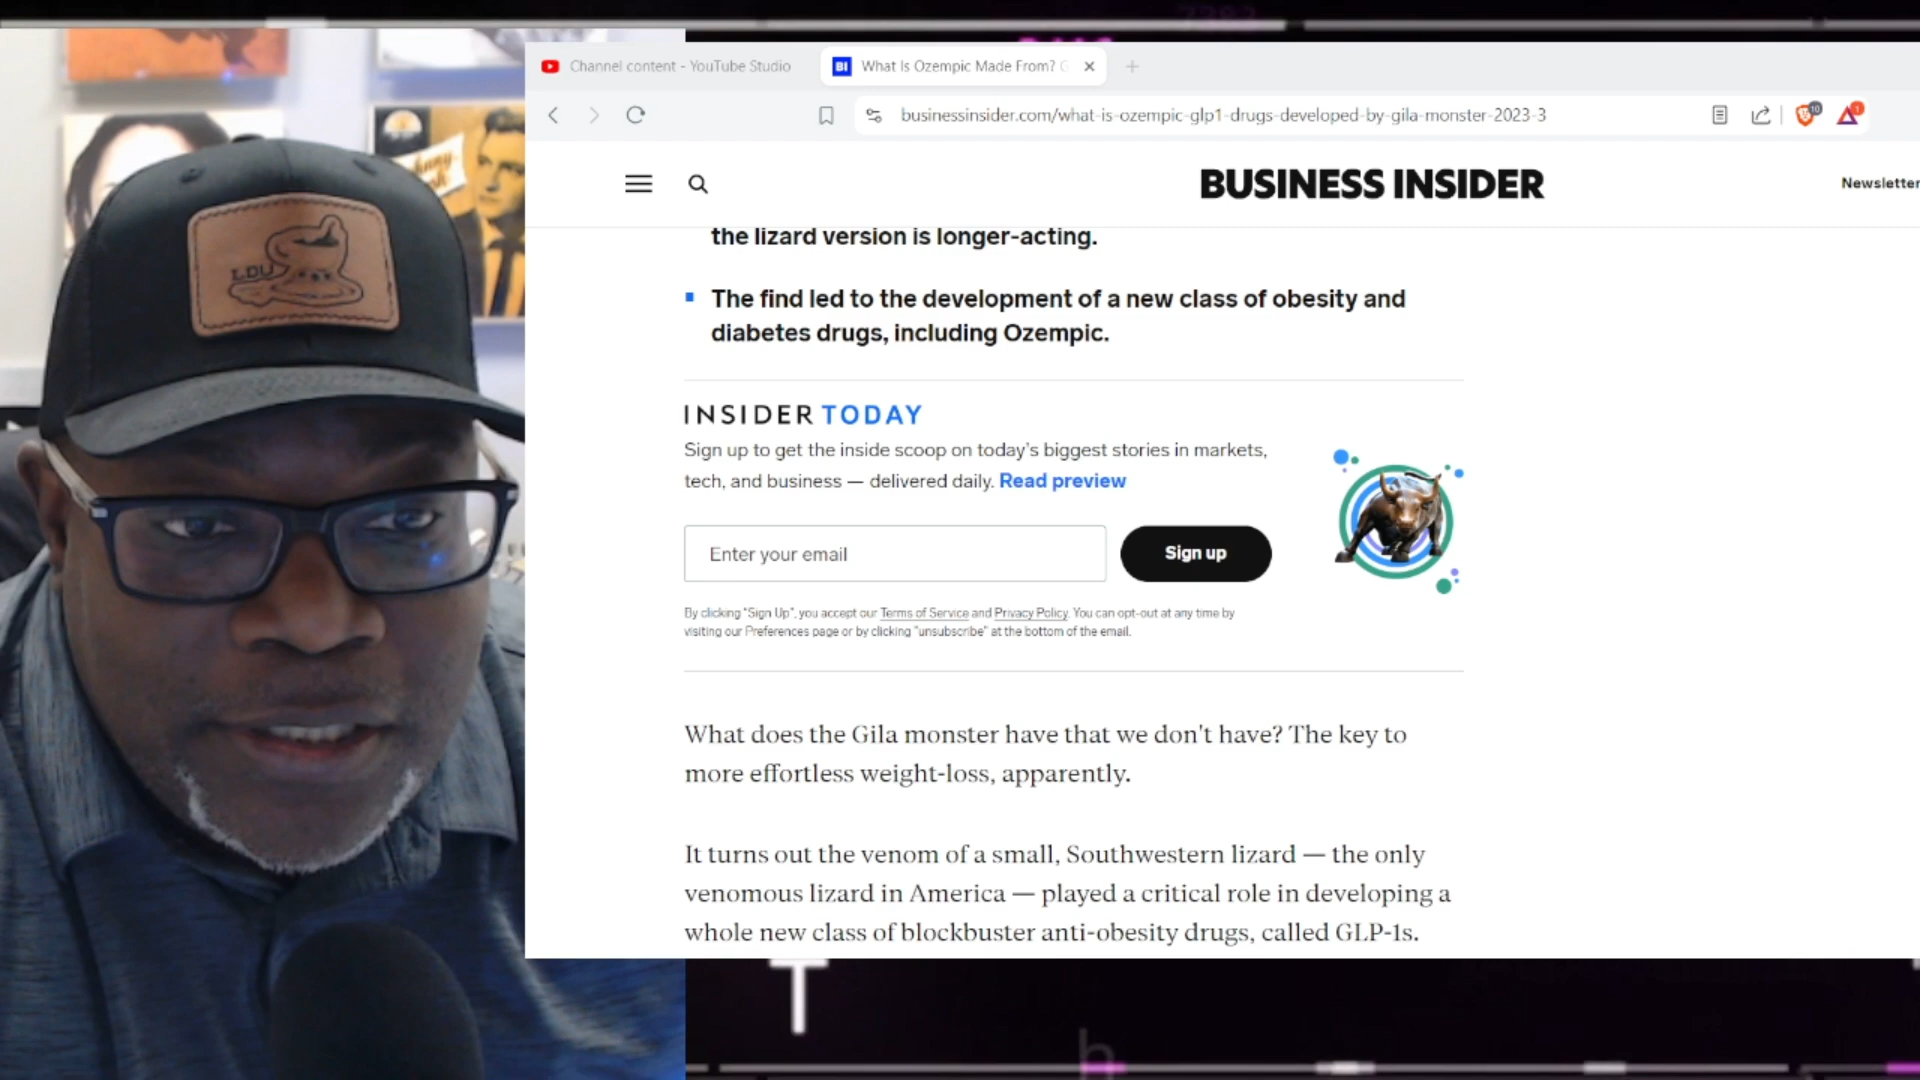 Channel content - YouTube Studio
BI What Is Ozempic Made From? G
businessinsider.com/what-is-ozempic-glp1-drugs-developed-by-gila-monster-2023-3
10
1
BUSINESS INSIDER
Newsletter
the lizard version is longer-acting.
The find led to the development of a new class of obesity and
diabetes drugs, including Ozempic.
INSIDER TODAY
Sign up to get the inside scoop on today's biggest stories in markets,
tech, and business — delivered daily. Read preview
Enter your email
Sign up
By clicking "Sign Up", you accept our Terms of Service and Privacy Policy. You can opt-out at any time by
visiting our Preferences page or by clicking "unsubscribe" at the bottom of the email.
What does the Gila monster have that we don't have? The key to
more effortless weight-loss, apparently.
It turns out the venom of a small, Southwestern lizard — the only
venomous lizard in America — played a critical role in developing a
whole new class of blockbuster anti-obesity drugs, called GLP-1s.
LDU
T
h